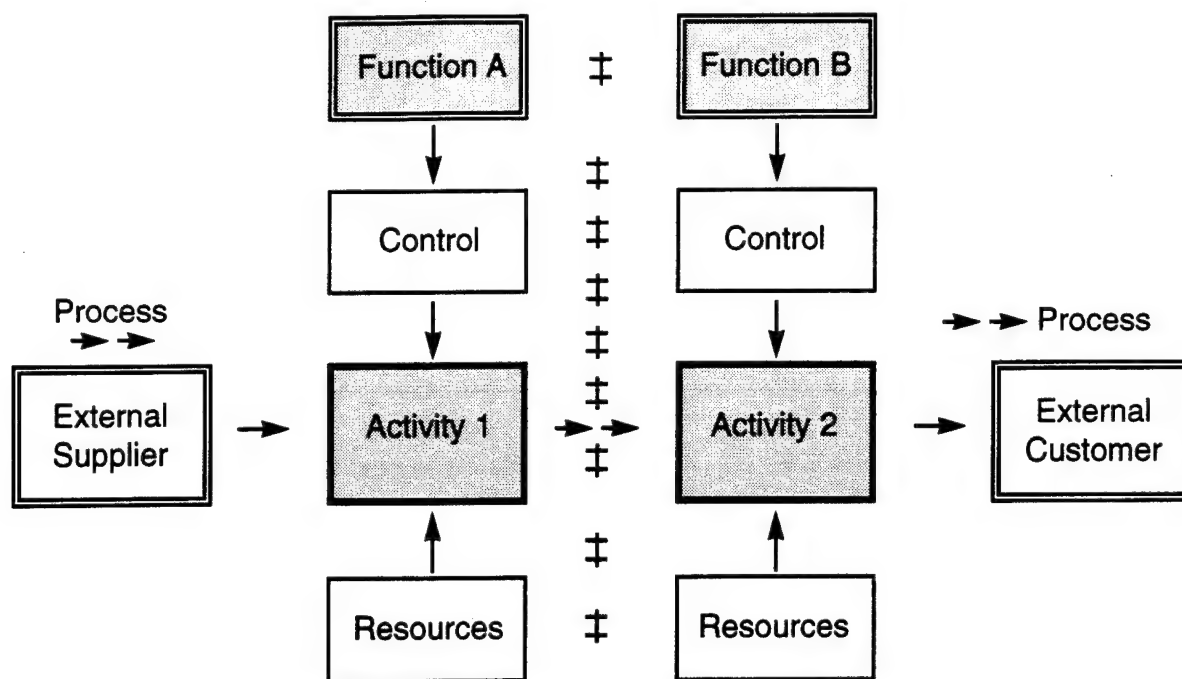 Function A
‡
Function B
‡
‡
Control
Control
‡
‡
Process
Process
‡
External
Supplier
Activity 1
Activity 2
External
Customer
‡
‡
Resources
‡
Resources